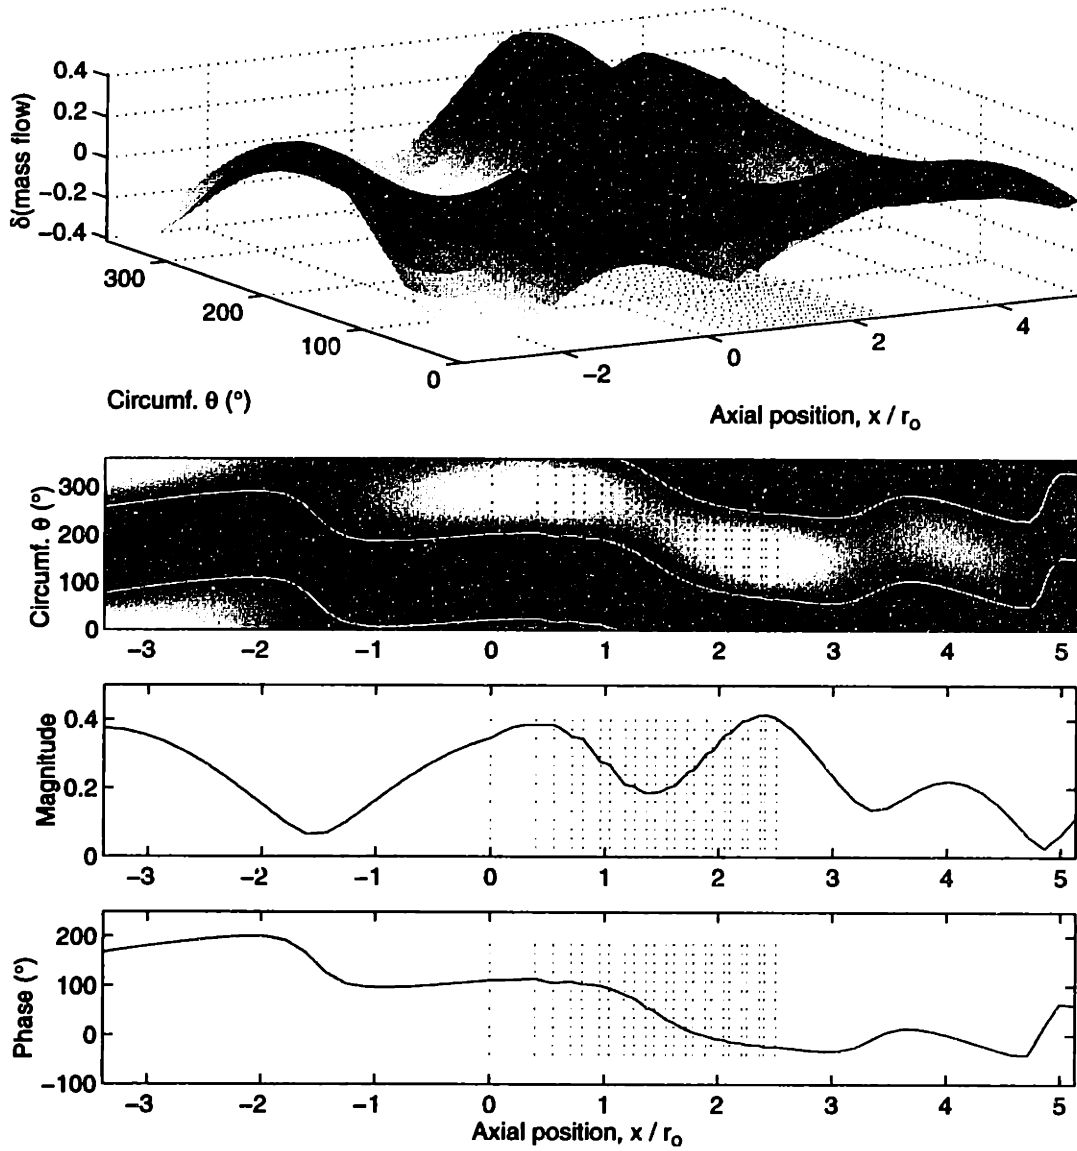 0.4
0.2
0
−0.2
−0.4
δ(mass flow)
300
200
100
0
−2
0
2
4
Circumf. θ (°)
Axial position, x / r₀
300
200
100
0
Circumf. θ (°)
−3 −2 −1 0 1 2 3 4 5
0.4
0.2
0
Magnitude
−3 −2 −1 0 1 2 3 4 5
200
100
0
−100
Phase (°)
−3 −2 −1 0 1 2 3 4 5
Axial position, x / r₀